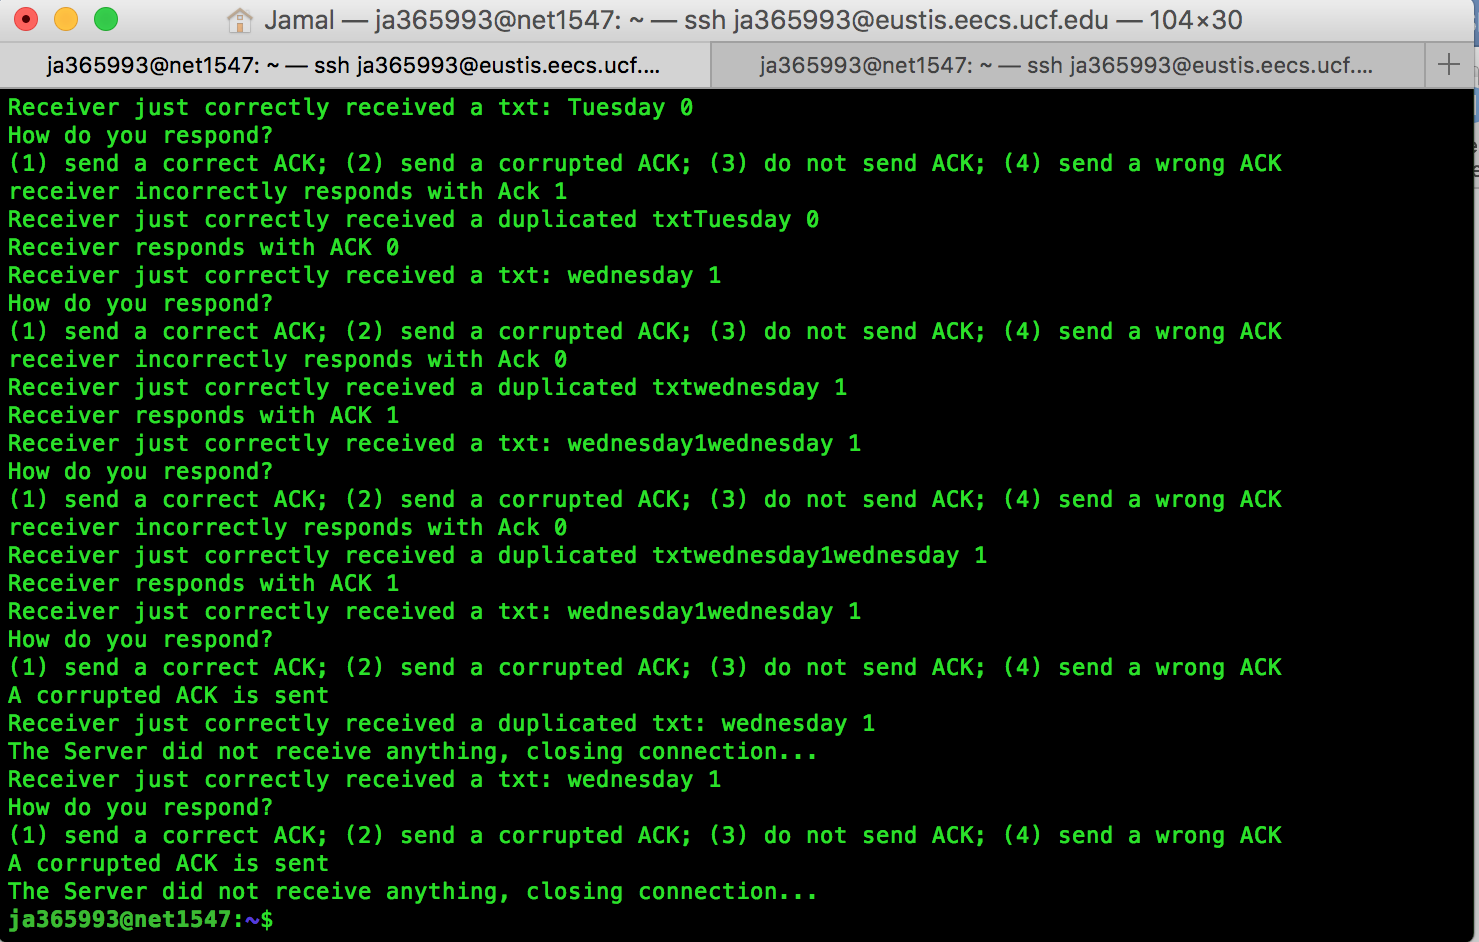 Jamal — ja365993@net1547: ~ — ssh ja365993@eustis.eecs.ucf.edu — 104×30
ja365993@net1547: ~ — ssh ja365993@eustis.eecs.ucf.... ja365993@net1547: ~ — ssh ja365993@eustis.eecs.ucf.... +
Receiver just correctly received a txt: Tuesday 0
How do you respond?
(1) send a correct ACK; (2) send a corrupted ACK; (3) do not send ACK; (4) send a wrong ACK
receiver incorrectly responds with Ack 1
Receiver just correctly received a duplicated txtTuesday 0
Receiver responds with ACK 0
Receiver just correctly received a txt: wednesday 1
How do you respond?
(1) send a correct ACK; (2) send a corrupted ACK; (3) do not send ACK; (4) send a wrong ACK
receiver incorrectly responds with Ack 0
Receiver just correctly received a duplicated txtwednesday 1
Receiver responds with ACK 1
Receiver just correctly received a txt: wednesday1wednesday 1
How do you respond?
(1) send a correct ACK; (2) send a corrupted ACK; (3) do not send ACK; (4) send a wrong ACK
receiver incorrectly responds with Ack 0
Receiver just correctly received a duplicated txtwednesday1wednesday 1
Receiver responds with ACK 1
Receiver just correctly received a txt: wednesday1wednesday 1
How do you respond?
(1) send a correct ACK; (2) send a corrupted ACK; (3) do not send ACK; (4) send a wrong ACK
A corrupted ACK is sent
Receiver just correctly received a duplicated txt: wednesday 1
The Server did not receive anything, closing connection...
Receiver just correctly received a txt: wednesday 1
How do you respond?
(1) send a correct ACK; (2) send a corrupted ACK; (3) do not send ACK; (4) send a wrong ACK
A corrupted ACK is sent
The Server did not receive anything, closing connection...
ja365993@net1547:~$